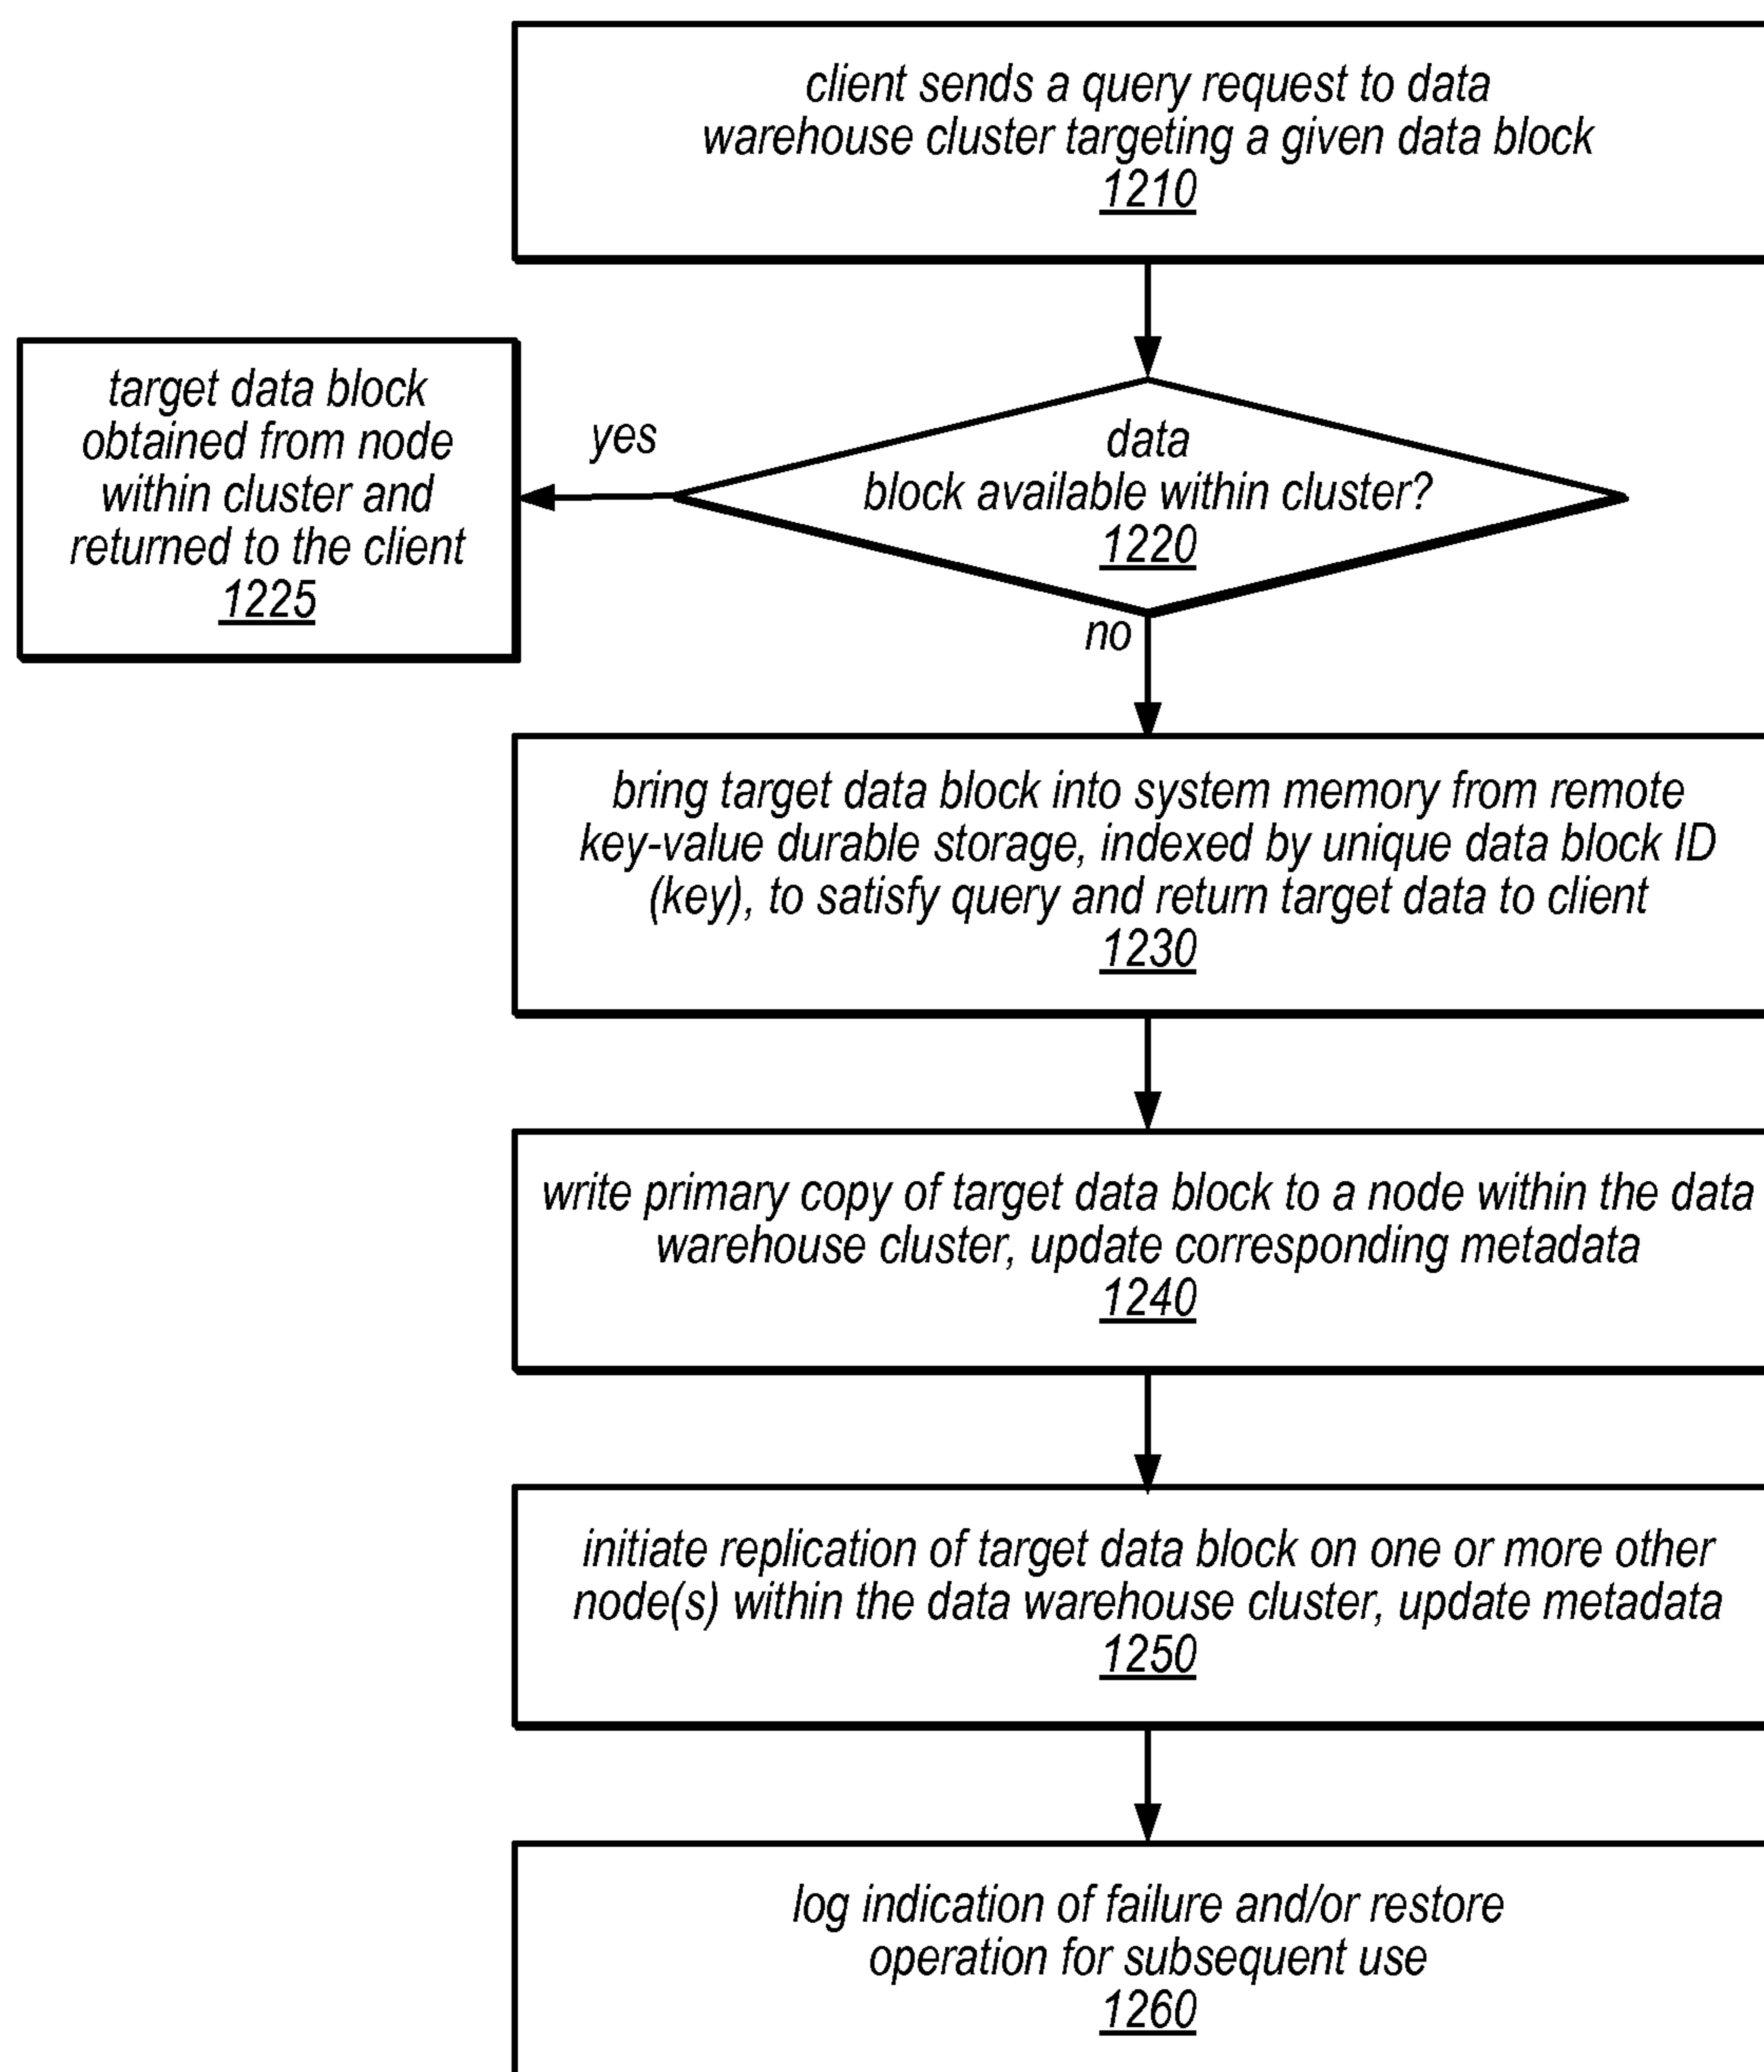 client sends a query request to data
warehouse cluster targeting a given data block
1210
target data block
obtained from node
within cluster and
returned to the client
1225
yes
data
block available within cluster?
1220
no
bring target data block into system memory from remote
key-value durable storage, indexed by unique data block ID
(key), to satisfy query and return target data to client
1230
write primary copy of target data block to a node within the data
warehouse cluster, update corresponding metadata
1240
initiate replication of target data block on one or more other
node(s) within the data warehouse cluster, update metadata
1250
log indication of failure and/or restore
operation for subsequent use
1260